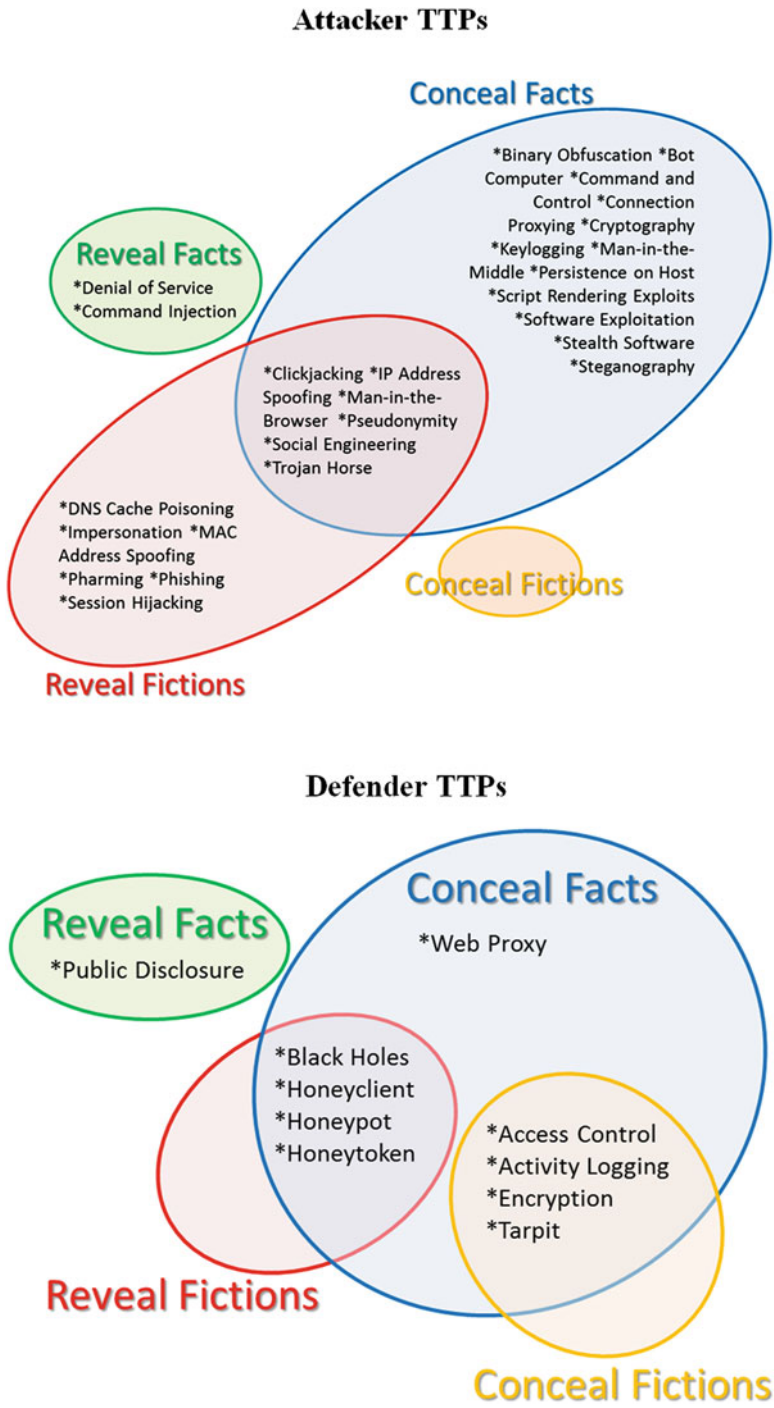 Attacker TTPs
Conceal Facts
*Binary Obfuscation *Bot
Computer *Command and
Control *Connection
Proxying *Cryptography
*Keylogging *Man-in-the-
Middle *Persistence on Host
*Script Rendering Exploits
*Software Exploitation
*Stealth Software
*Steganography
Reveal Facts
*Denial of Service
*Command Injection
*Clickjacking *IP Address
Spoofing *Man-in-the-
Browser *Pseudonymity
*Social Engineering
*Trojan Horse
*DNS Cache Poisoning
*Impersonation *MAC
Address Spoofing
*Pharming *Phishing
*Session Hijacking
Conceal Fictions
Reveal Fictions
Defender TTPs
Conceal Facts
*Web Proxy
Reveal Facts
*Public Disclosure
*Black Holes
*Honeyclient
*Honeypot
*Honeytoken
*Access Control
*Activity Logging
*Encryption
*Tarpit
Reveal Fictions
Conceal Fictions